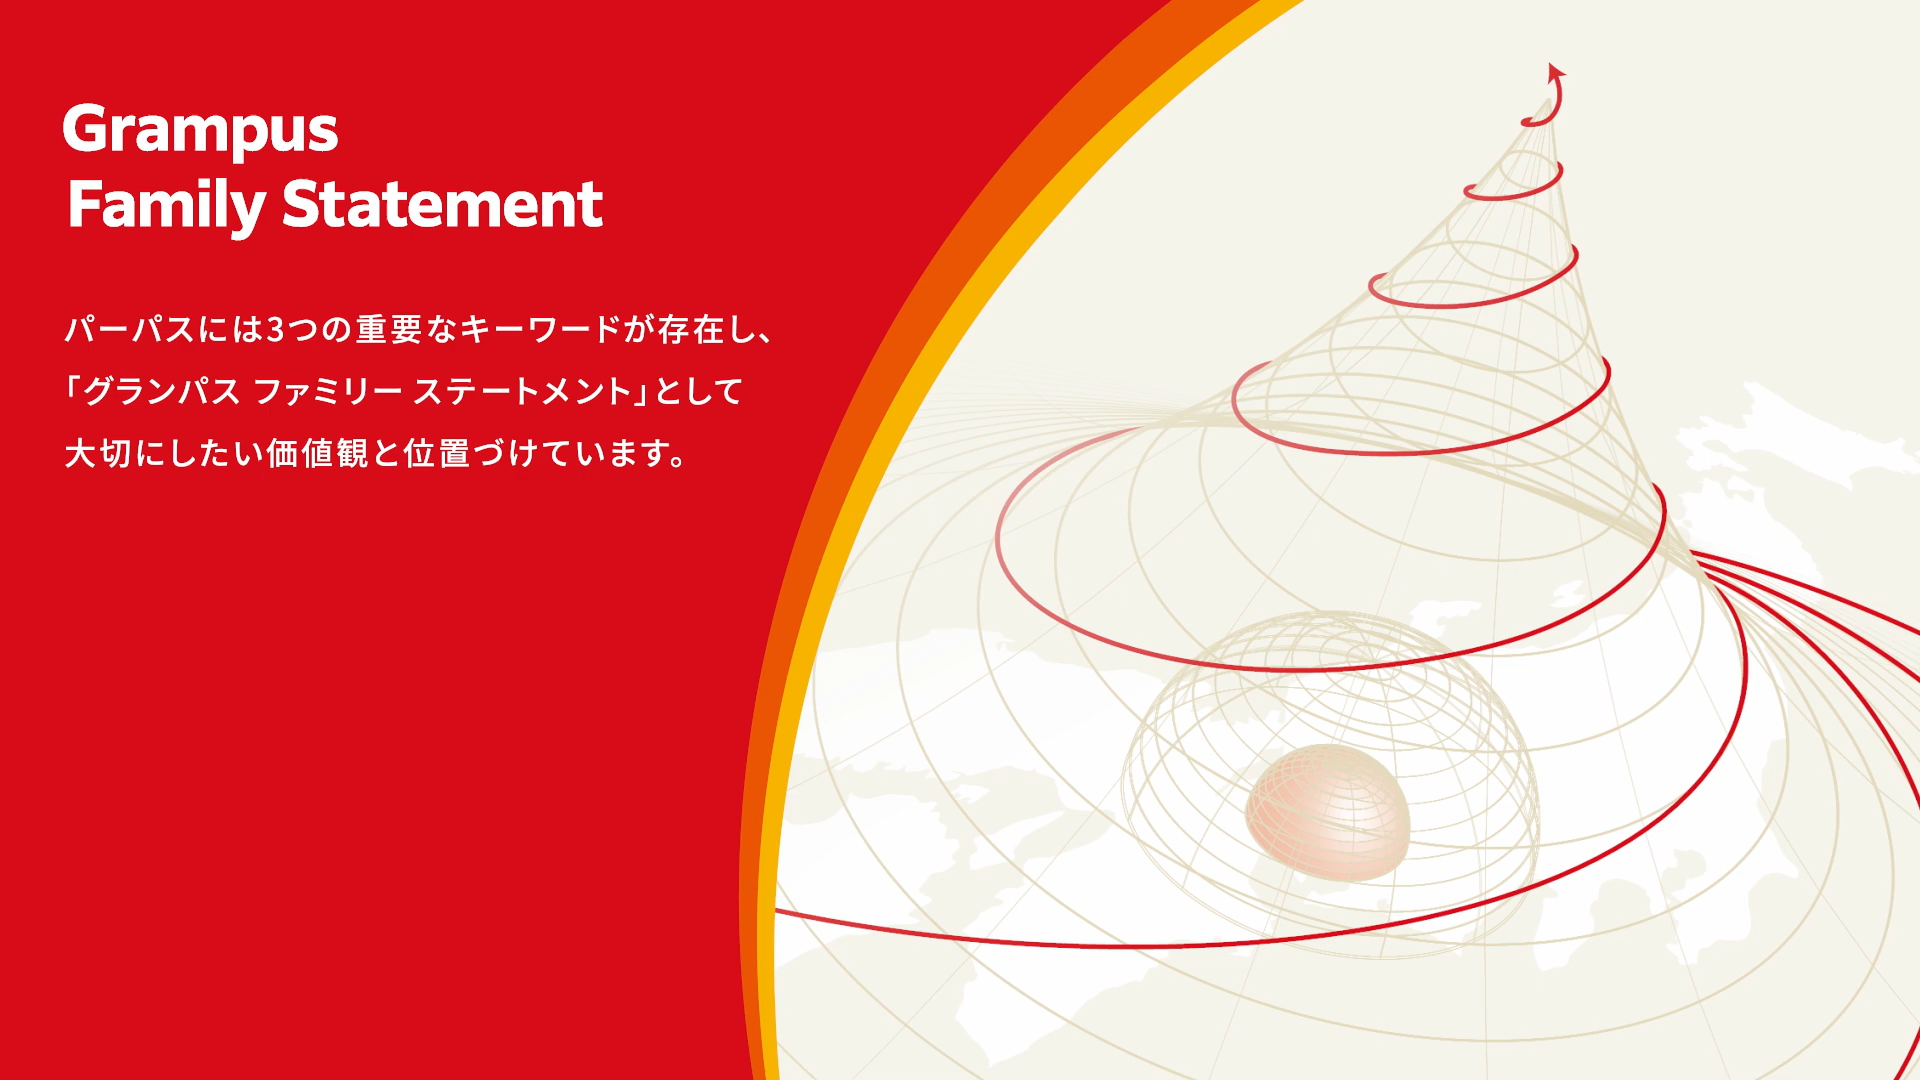 Grampus
Family Statement
パーパスには3つの重要なキーワードが存在し、
「グランパス ファミリー ステートメント」として
大切にしたい価値観と位置づけています。